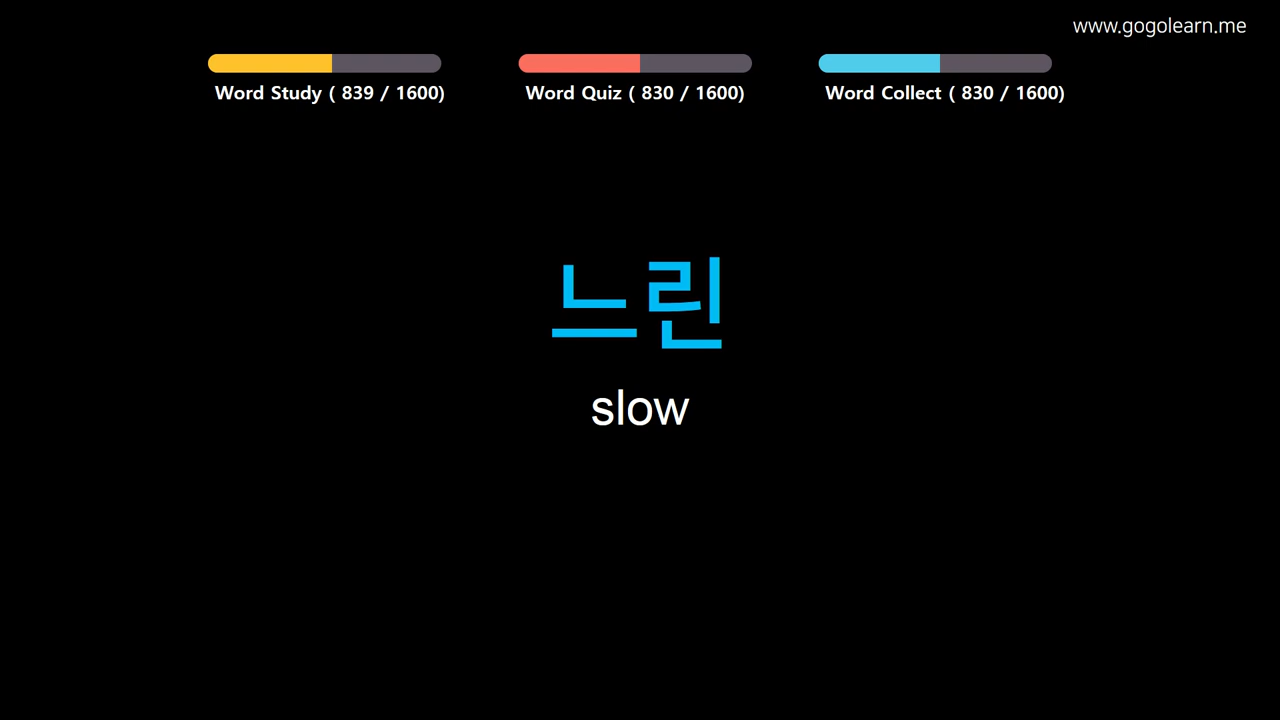 www.gogolearn.me
Word Study ( 839 / 1600)
Word Quiz ( 830 / 1600)
Word Collect ( 830 / 1600)
느린
slow